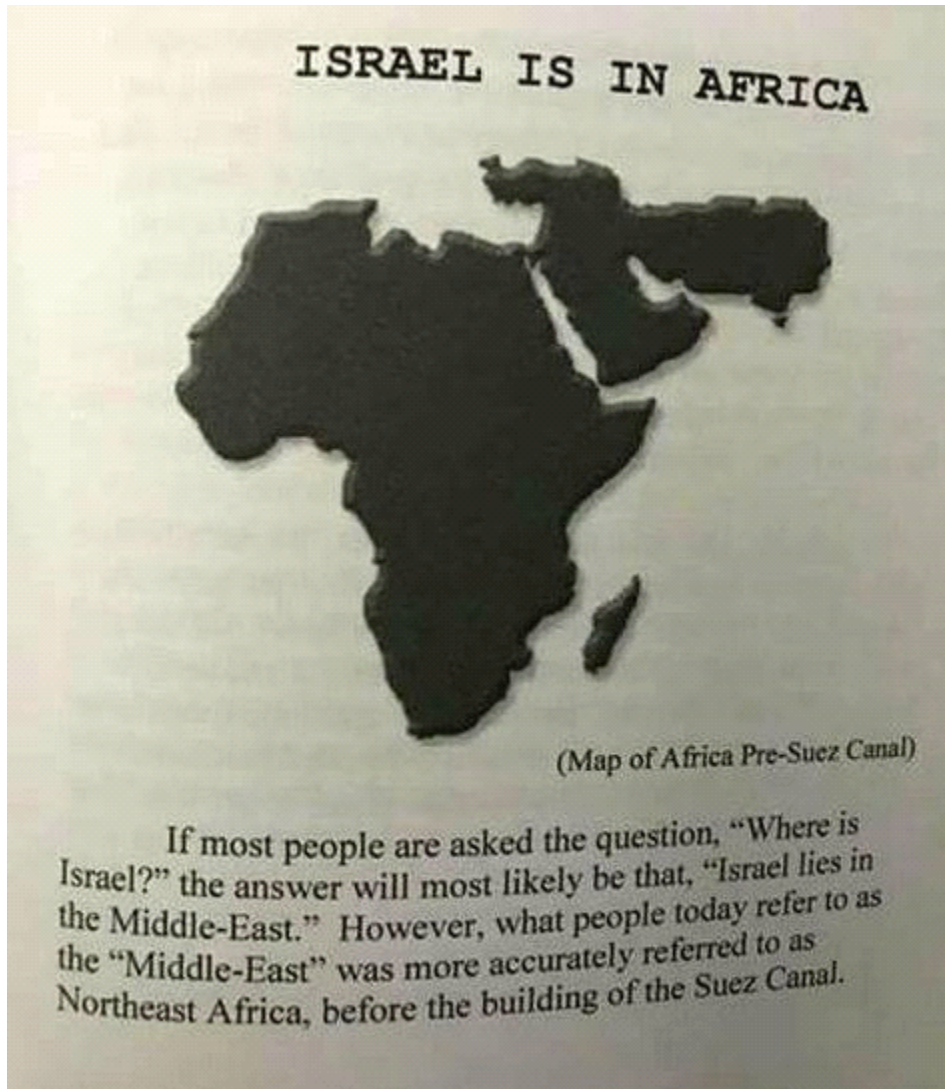 ISRAEL IS IN AFRICA
(Map of Africa Pre-Suez Canal)
If most people are asked the question, “Where is
Israel?” the answer will most likely be that, “Israel lies in
the Middle-East.” However, what people today refer to as
the “Middle-East” was more accurately referred to as
Northeast Africa, before the building of the Suez Canal.